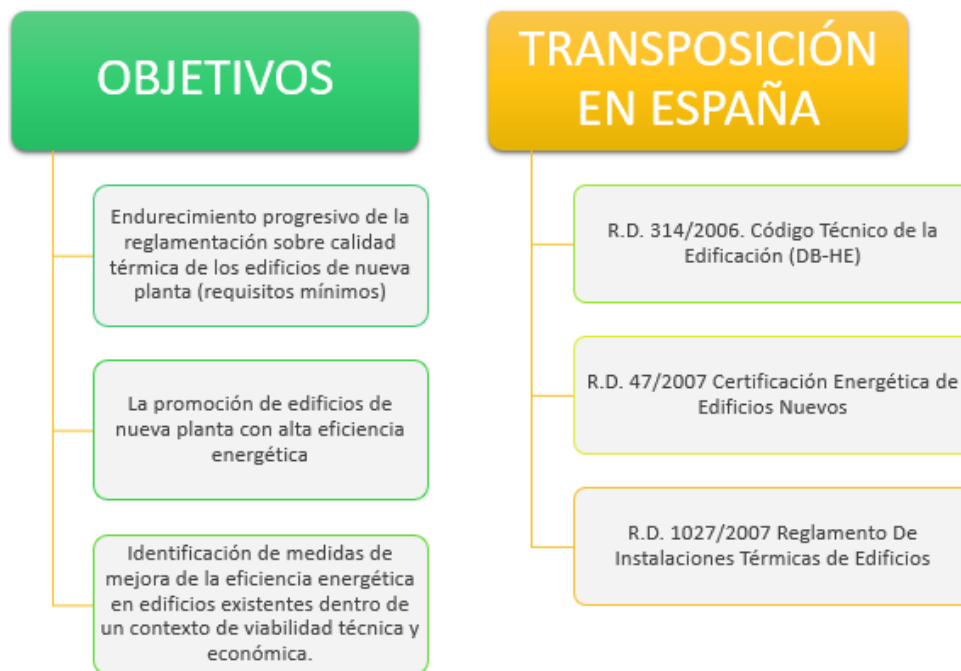 OBJETIVOS
Endurecimiento progresivo de la
reglamentación sobre calidad
térmica de los edificios de nueva
planta (requisitos mínimos)
La promoción de edificios de
nueva planta con alta eficiencia
energética
Identificación de medidas de
mejora de la eficiencia energética
en edificios existentes dentro de
un contexto de viabilidad técnica y
económica.
TRANSPOSICIÓN
EN ESPAÑA
R.D. 314/2006. Código Técnico de la
Edificación (DB-HE)
R.D. 47/2007 Certificación Energética de
Edificios Nuevos
R.D. 1027/2007 Reglamento De
Instalaciones Térmicas de Edificios